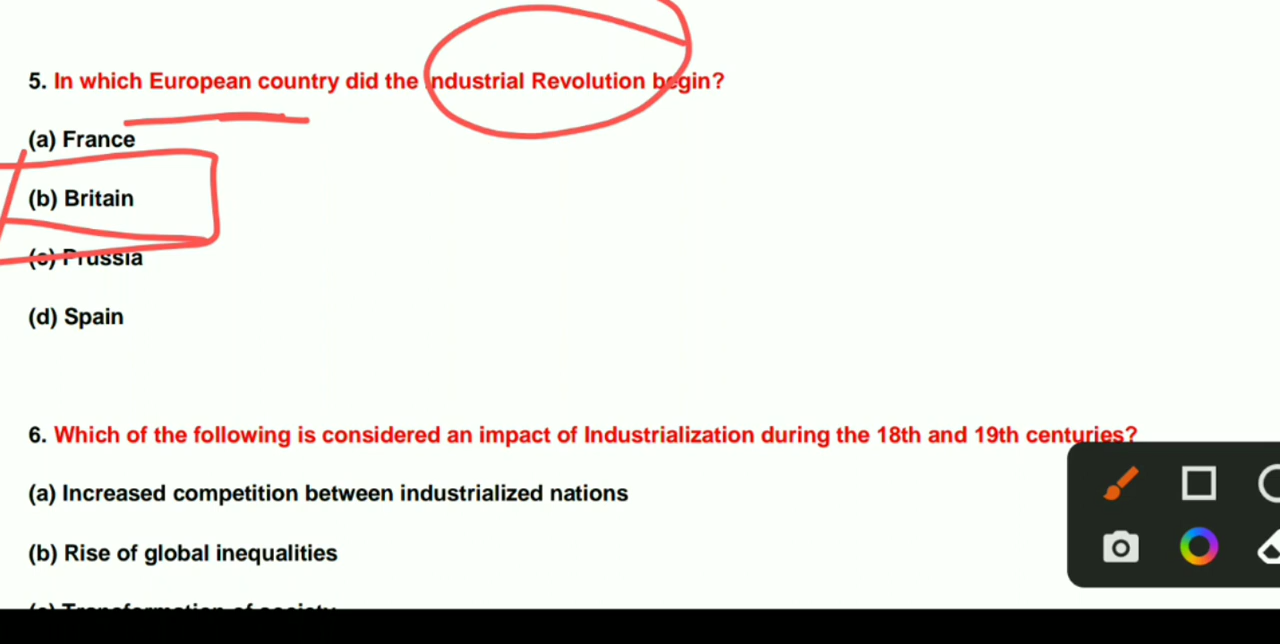 5. In which European country did the Industrial Revolution begin?
(a) France
(b) Britain
(c) Prussia
(d) Spain
6. Which of the following is considered an impact of Industrialization during the 18th and 19th centuries?
(a) Increased competition between industrialized nations
(b) Rise of global inequalities
(c) Transformation of society